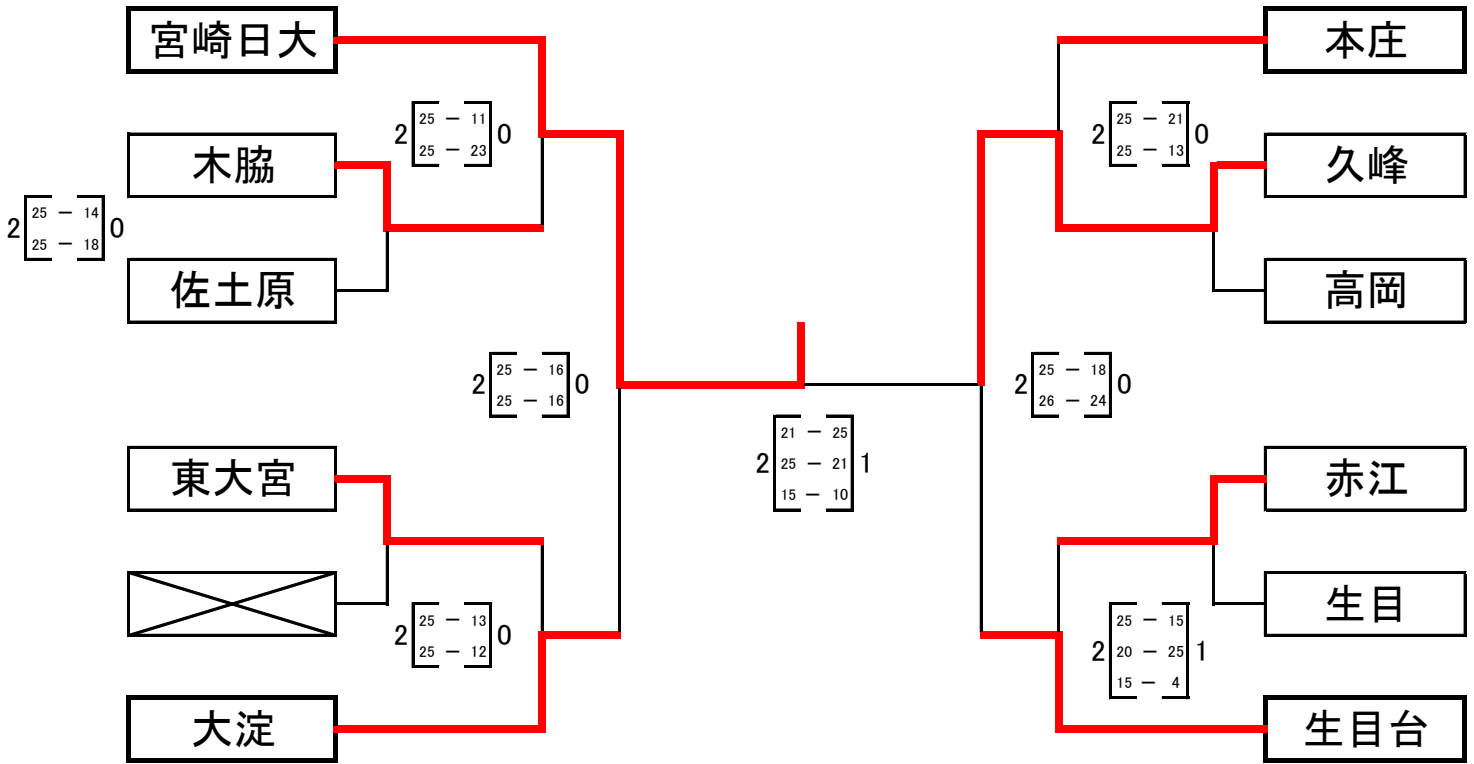 宮崎日大
本庄
2 25 － 11 0
25 － 23
2 25 － 21 0
25 － 13
木脇
久峰
2 25 － 14 0
25 － 18
佐土原
高岡
2 25 － 16 0
25 － 16
2 25 － 18 0
26 － 24
21 － 25
2 25 － 21 1
15 － 10
東大宮
赤江
生目
2 25 － 13 0
25 － 12
25 － 15
2 20 － 25 1
15 － 4
大淀
生目台